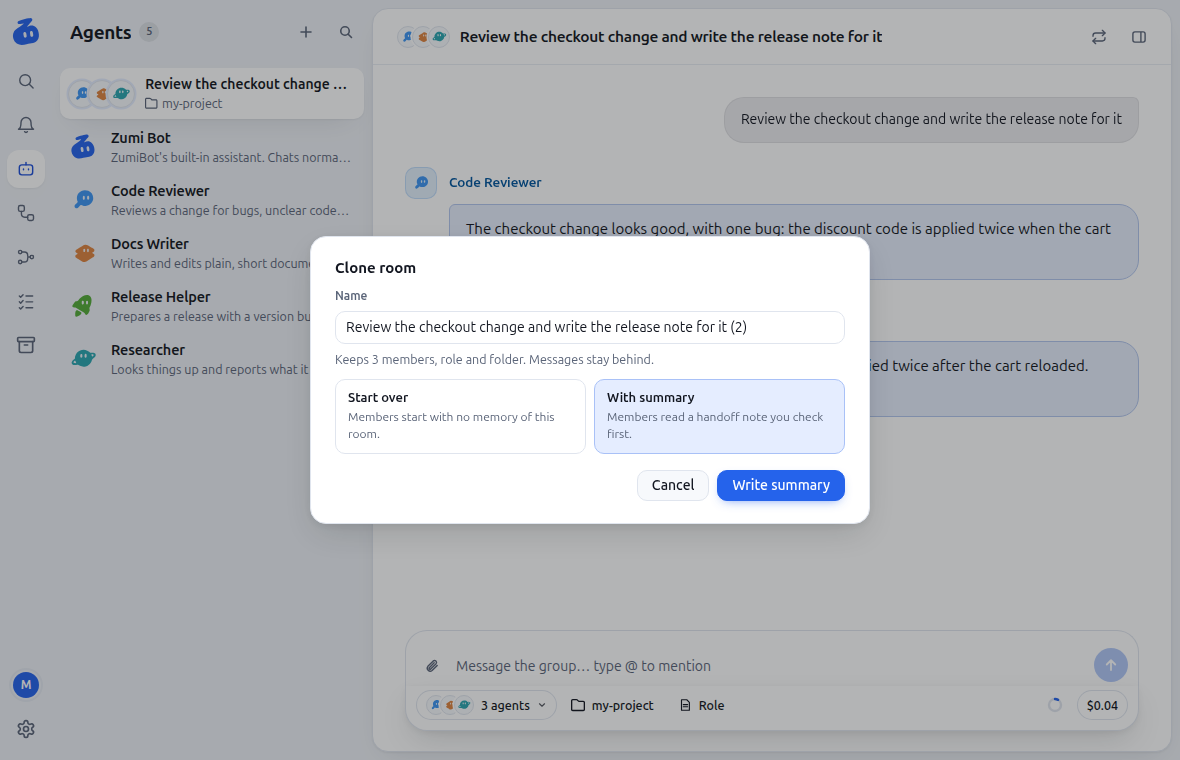 Agents 5
Review the checkout change and write the release note for it
Review the checkout change …
my-project
Zumi Bot
ZumiBot's built-in assistant. Chats norma…
Code Reviewer
Reviews a change for bugs, unclear code…
Docs Writer
Writes and edits plain, short docum
Release Helper
Prepares a release with a version bu
Researcher
Looks things up and reports what it
M
Review the checkout change and write the release note for it
Code Reviewer
The checkout change looks good, with one bug: the discount code is applied twice when the cart
ied twice after the cart reloaded.
Clone room
Name
Review the checkout change and write the release note for it (2)
Keeps 3 members, role and folder. Messages stay behind.
Start over
Members start with no memory of this
room.
With summary
Members read a handoff note you check
first.
Cancel
Write summary
Message the group… type @ to mention
3 agents
my-project
Role
$0.04